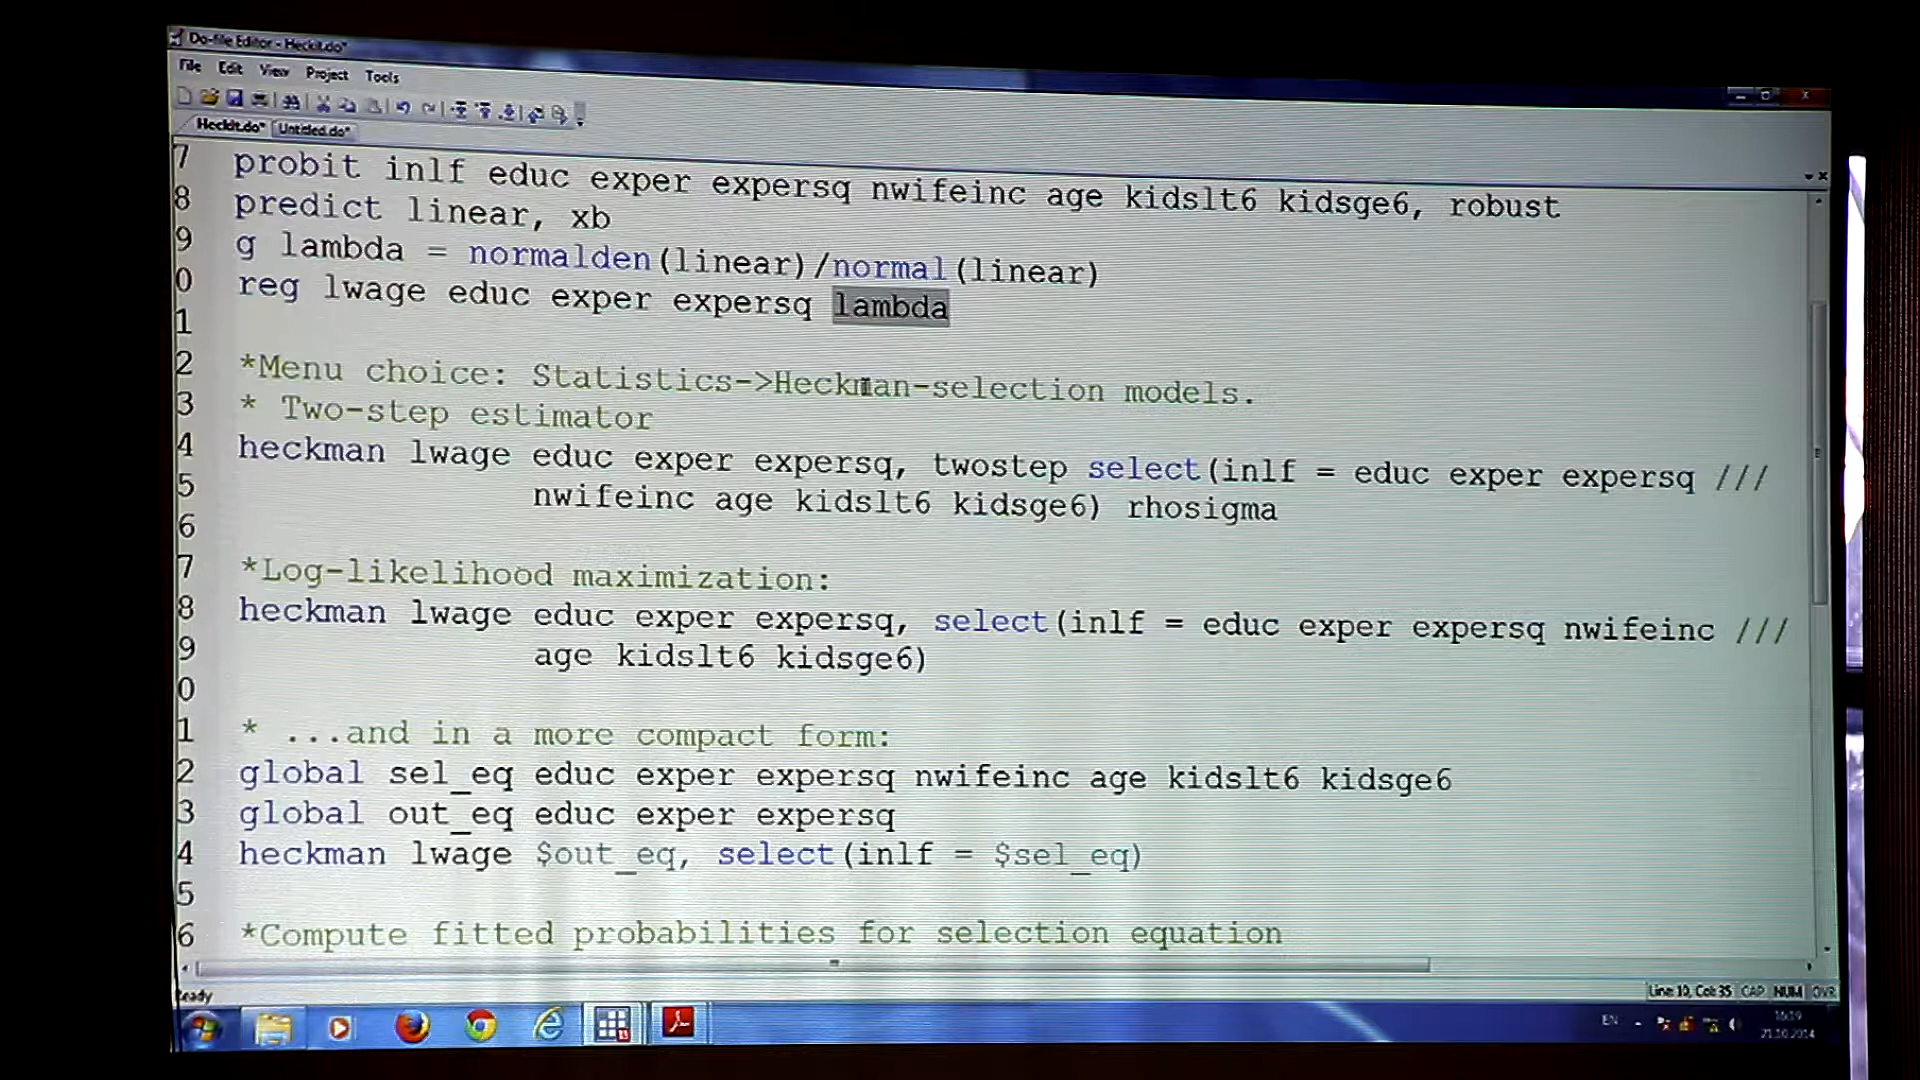 Do-file Editor - Heckit.do*
File Edit View Project Tools
Heckit.do* Untitled.do*
7 probit inlf educ exper expersq nwifeinc age kidslt6 kidsge6, robust
8 predict linear, xb
9 g lambda = normalden(linear)/normal(linear)
0 reg lwage educ exper expersq lambda
1
2 *Menu choice: Statistics->Heckman-selection models.
3 * Two-step estimator
4 heckman lwage educ exper expersq, twostep select(inlf = educ exper expersq ///
5 nwifeinc age kidslt6 kidsge6) rhosigma
6
7 *Log-likelihood maximization:
8 heckman lwage educ exper expersq, select(inlf = educ exper expersq nwifeinc ///
9 age kidslt6 kidsge6)
0
1 * ...and in a more compact form:
2 global sel_eq educ exper expersq nwifeinc age kidslt6 kidsge6
3 global out_eq educ exper expersq
4 heckman lwage $out_eq, select(inlf = $sel_eq)
5
6 *Compute fitted probabilities for selection equation
Ready
Line: 10, Col: 35 CAP NUM OVR
EN
16:19
21.10.2014